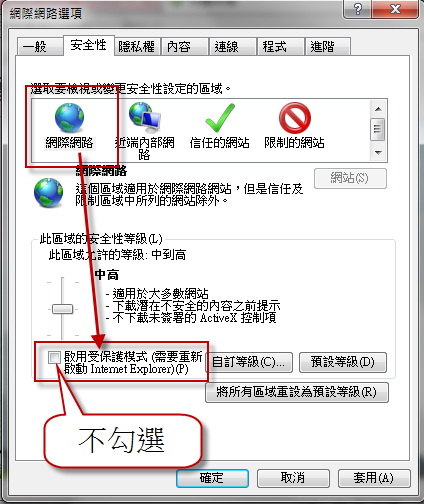 網際網路選項
一般 安全性 隱私權 內容 連線 程式 進階
選取要檢視或變更安全性設定的區域。
網際網路 近端內部網路 信任的網站 限制的網站
網際網路
網站(S)
這個區域適用於網際網路網站，但是信任及
限制區域中所列的網站除外。
此區域的安全性等級(L)
此區域允許的等級: 中到高
中高
- 適用於大多數網站
- 下載潛在不安全的內容之前提示
- 不下載未簽署的 ActiveX 控制項
啟用受保護模式 (需要重新
啟動 Internet Explorer)(P)
自訂等級(C)... 預設等級(D)
將所有區域重設為預設等級(R)
不勾選
確定 取消 套用(A)